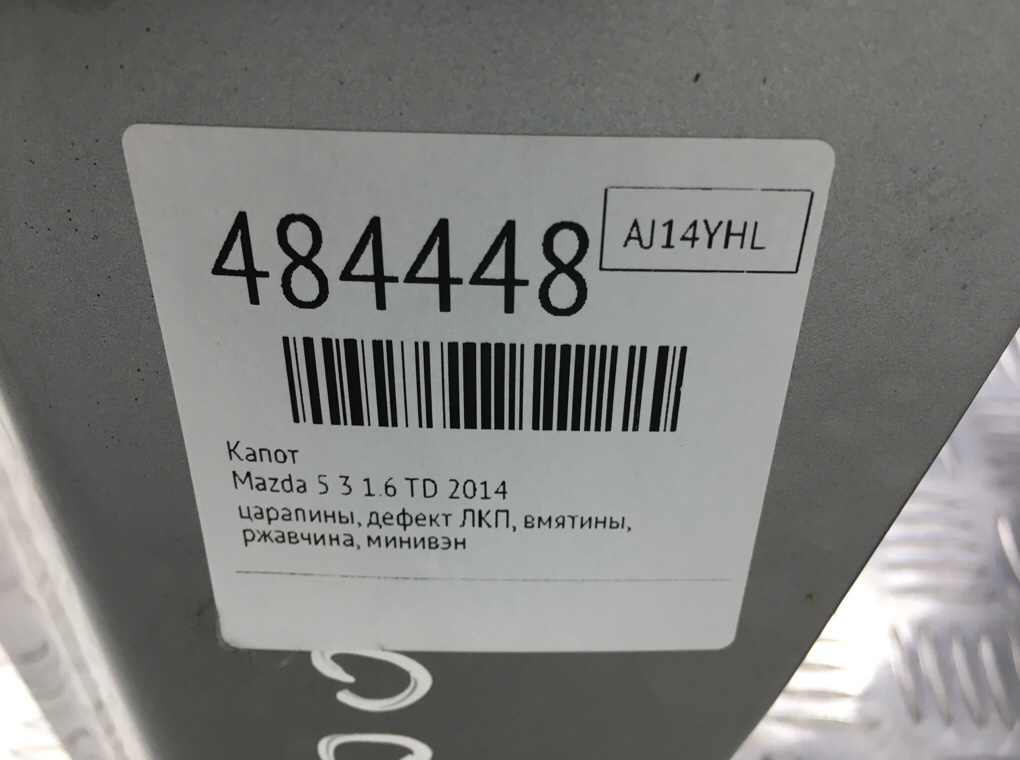 484448
AJ14YHL
Капот
Mazda 5 3 1.6 TD 2014
царапины, дефект ЛКП, вмятины,
ржавчина, минивэн